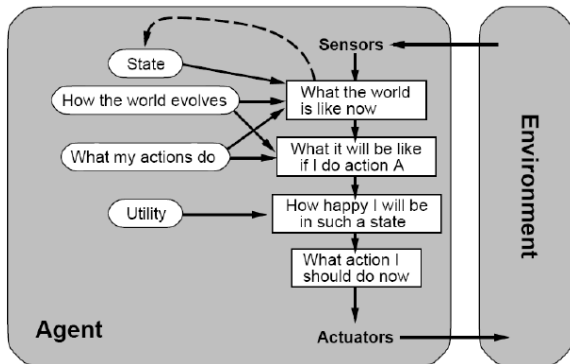 Sensors
State
What the world
is like now
How the world evolves
What it will be like
if I do action A
What my actions do
How happy I will be
in such a state
Utility
What action I
should do now
Agent
Actuators
Environment